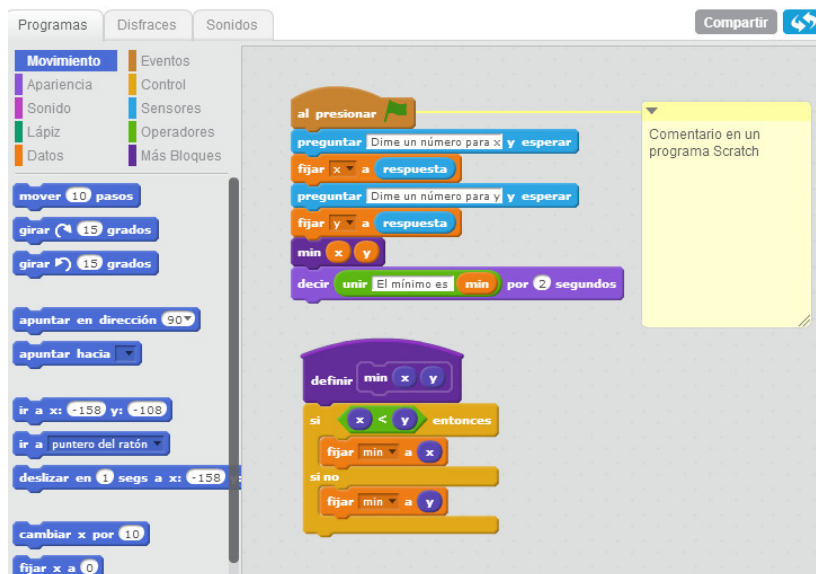 Programas Disfraces Sonidos Compartir
Movimiento Eventos
Apariencia Control
Sonido Sensores
Lápiz Operadores
Datos Más Bloques
mover 10 pasos
girar 15 grados
girar 15 grados
apuntar en dirección 90
apuntar hacia
ir a x: -158 y: -108
ir a puntero del ratón
deslizar en 1 segs a x: -158
cambiar x por 10
fijar x a 0
al presionar
preguntar Dime un número para x y esperar
fijar x a respuesta
preguntar Dime un número para y y esperar
fijar y a respuesta
min x y
decir unir El mínimo es min por 2 segundos
Comentario en un
programa Scratch
definir min x y
si x < y entonces
fijar min a x
si no
fijar min a y